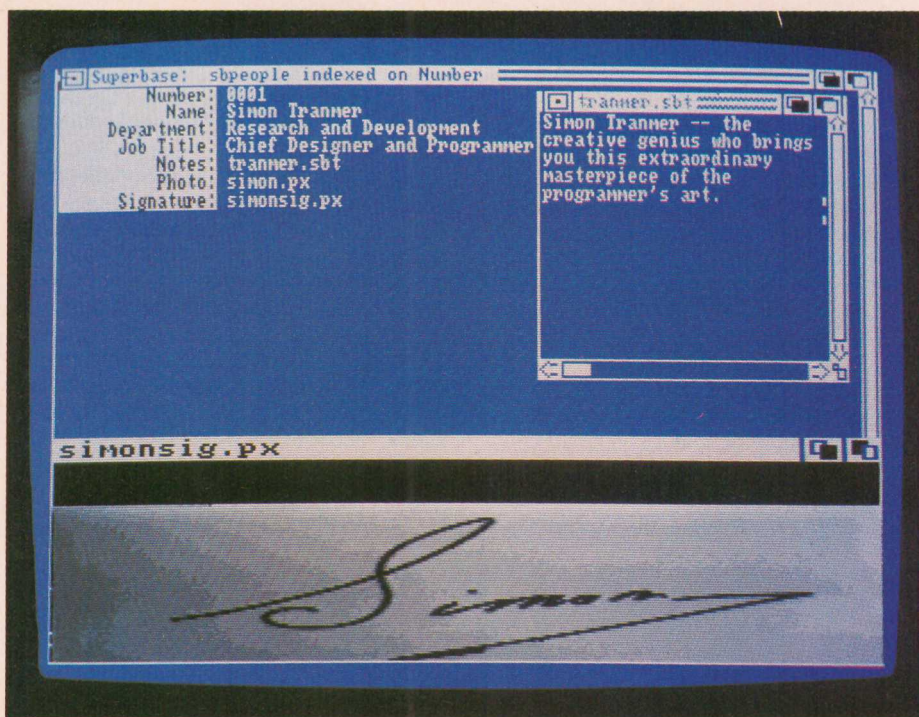 Superbase: sbpeople indexed on Number
Number: 0001
Name: Simon Tranmer
Department: Research and Development
Job Title: Chief Designer and Programmer
Notes: tranmer.sbt
Photo: simon.px
Signature: simonsig.px
tranmer.sbt
Simon Tranmer -- the
creative genius who brings
you this extraordinary
masterpiece of the
programmer's art.
simonsig.px
Simon